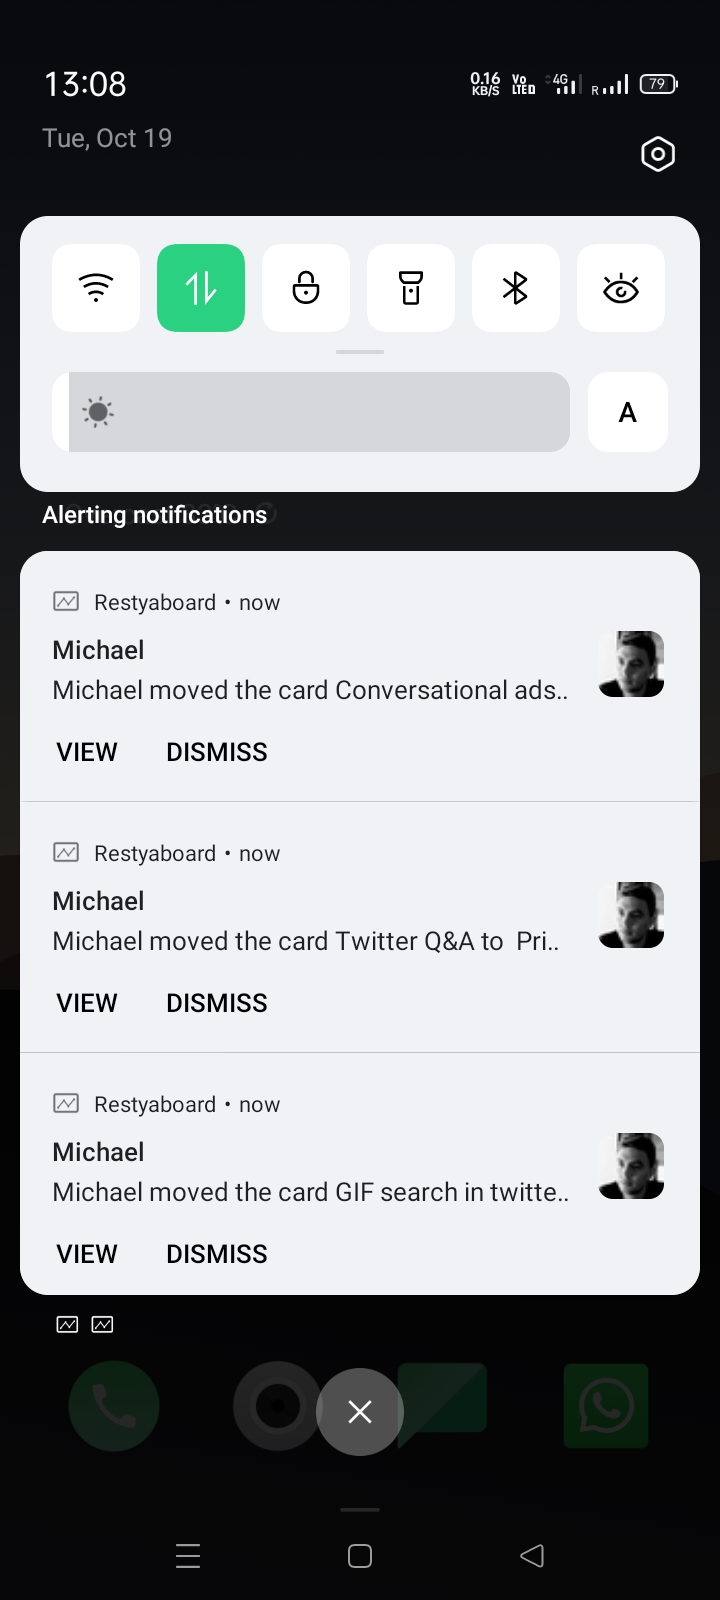 13:08
0.16 KB/S Vo LTE 4G R 79
Tue, Oct 19
A
Alerting notifications
Restyaboard • now
Michael
Michael moved the card Conversational ads..
VIEW DISMISS
Restyaboard • now
Michael
Michael moved the card Twitter Q&A to  Pri..
VIEW DISMISS
Restyaboard • now
Michael
Michael moved the card GIF search in twitte..
VIEW DISMISS